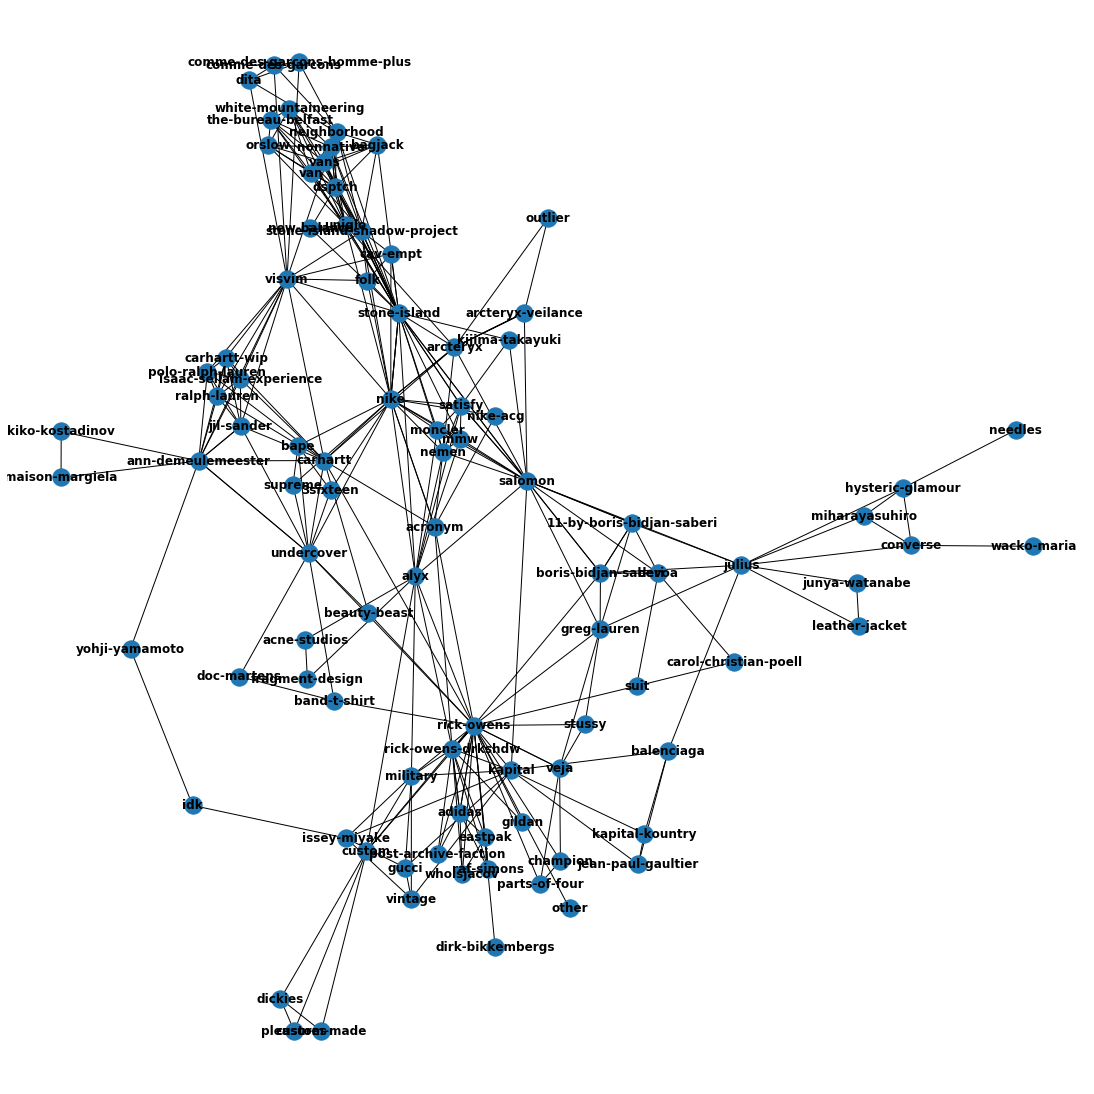 comme-des-garcons-homme-plus
comme-des-garcons
dita
white-mountaineering
the-bureau-belfast
neighborhood
orslow
nonnative
bagjack
vans
van
dsptch
outlier
new-balance
stone-island-shadow-project
cav-empt
visvim
folk
stone-island
arcteryx-veilance
kijima-takayuki
arcteryx
carhartt-wip
polo-ralph-lauren
isaac-sellam-experience
ralph-lauren
nike
satisfy
nike-acg
jil-sander
kiko-kostadinov
moncler
mmw
needles
bape
nemen
ann-demeulemeester
carhartt
maison-margiela
salomon
supreme
3sixteen
hysteric-glamour
miharayasuhiro
11-by-boris-bidjan-saberi
acronym
converse
wacko-maria
undercover
julius
alyx
boris-bidjan-saberi
junya-watanabe
beauty-beast
leather-jacket
greg-lauren
acne-studios
yohji-yamamoto
carol-christian-poell
doc-martens
fragment-design
suit
band-t-shirt
rick-owens
stussy
rick-owens-drkshdw
balenciaga
military
kapital
veja
idk
adidas
gildan
issey-miyake
eastpak
kapital-kountry
custom
post-archive-faction
champion
jean-paul-gaultier
gucci
raf-simons
whoisjacov
parts-of-four
vintage
other
dirk-bikkembergs
dickies
pleasures
custom-made